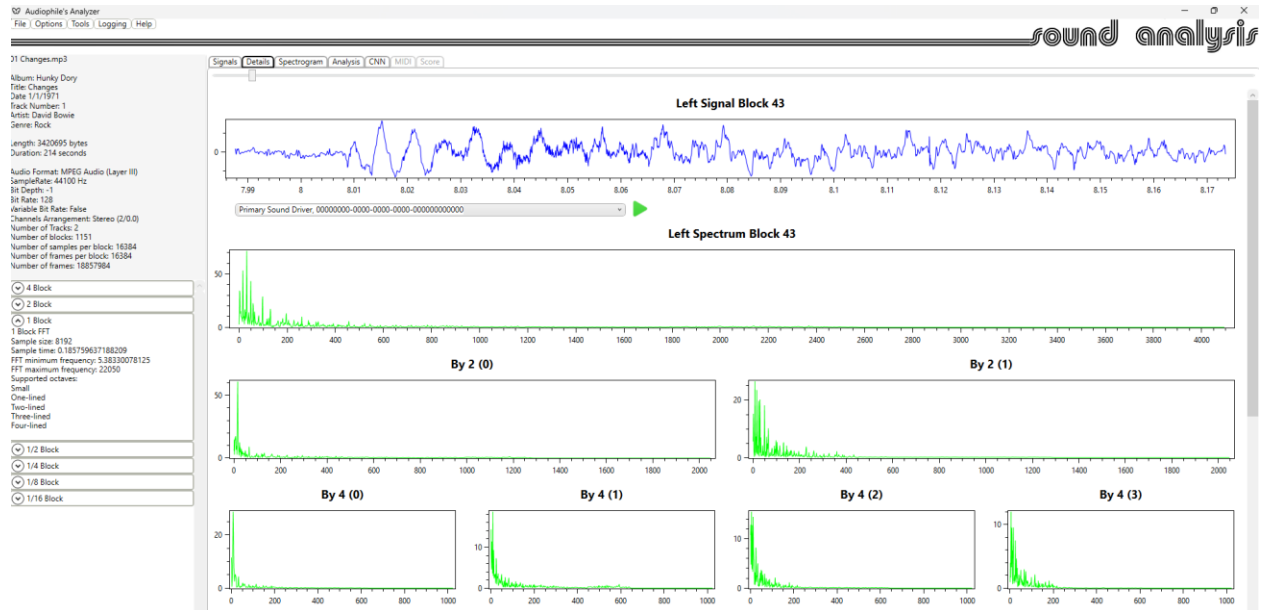 Audiophile's Analyzer
File Options Tools Logging Help
sound analysis
01 Changes.mp3
Album: Hunky Dory
Title: Changes
Date 1/1/1971
Track Number: 1
Artist: David Bowie
Genre: Rock
Length: 3420695 bytes
Duration: 214 seconds
Audio Format: MPEG Audio (Layer III)
SampleRate: 44100 Hz
Bit Depth: -1
Bit Rate: 128
Variable Bit Rate: False
Channels Arrangement: Stereo (2/0.0)
Number of Tracks: 2
Number of blocks: 1151
Number of samples per block: 16384
Number of frames per block: 16384
Number of frames: 18857984
4 Block
2 Block
1 Block
1 Block FFT
Sample size: 8192
Sample time: 0.185759637188209
FFT minimum frequency: 5.38330078125
FFT maximum frequency: 22050
Supported octaves:
Small
One-lined
Two-lined
Three-lined
Four-lined
1/2 Block
1/4 Block
1/8 Block
1/16 Block
Signals Details Spectrogram Analysis CNN MIDI Score
Left Signal Block 43
0
7.99 8 8.01 8.02 8.03 8.04 8.05 8.06 8.07 8.08 8.09 8.1 8.11 8.12 8.13 8.14 8.15 8.16 8.17
Primary Sound Driver, 00000000-0000-0000-0000-000000000000
Left Spectrum Block 43
50
0
0 200 400 600 800 1000 1200 1400 1600 1800 2000 2200 2400 2600 2800 3000 3200 3400 3600 3800 4000
By 2 (0)
50
0
0 200 400 600 800 1000 1200 1400 1600 1800 2000
By 2 (1)
20
0
0 200 400 600 800 1000 1200 1400 1600 1800 2000
By 4 (0)
20
0
0 200 400 600 800 1000
By 4 (1)
10
0
0 200 400 600 800 1000
By 4 (2)
10
0
0 200 400 600 800 1000
By 4 (3)
10
0
0 200 400 600 800 1000